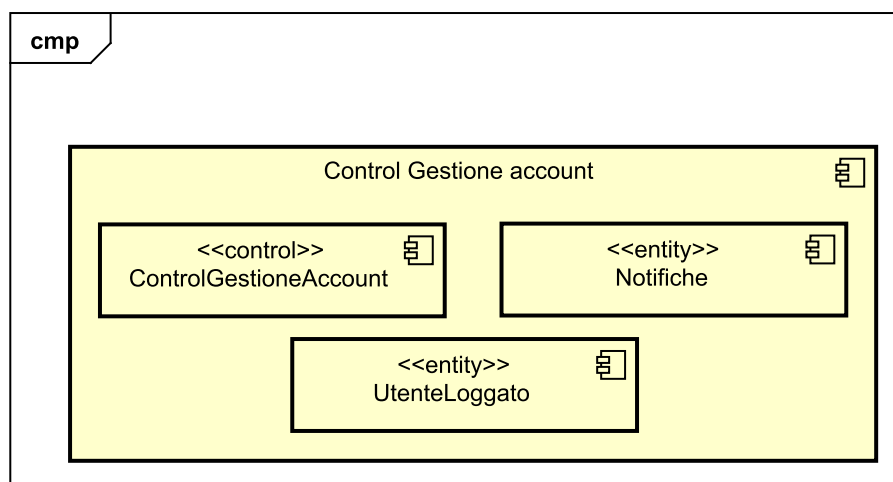 cmp
Control Gestione account
<<control>>
ControlGestioneAccount
<<entity>>
Notifiche
<<entity>>
UtenteLoggato